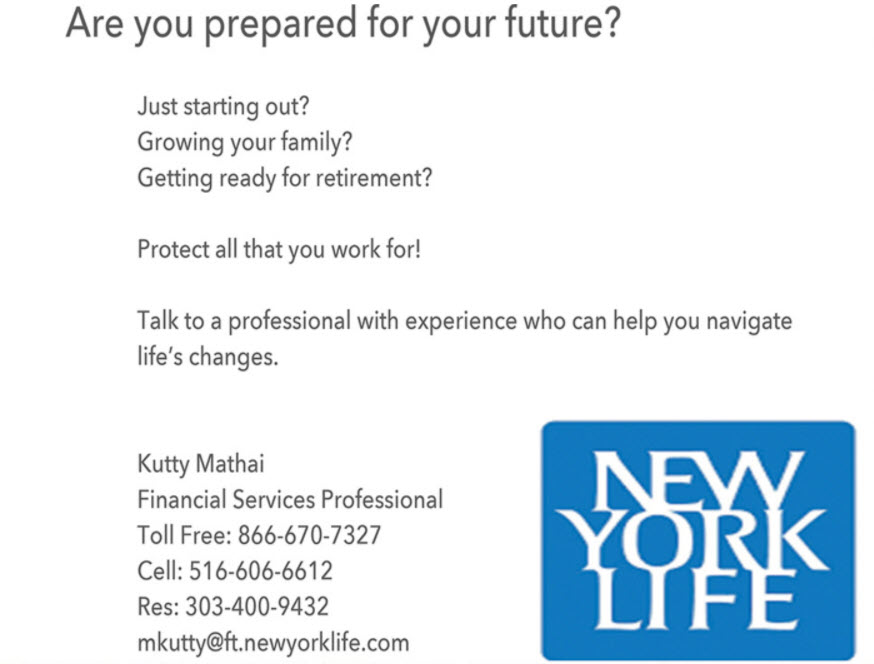 Are you prepared for your future?
Just starting out?
Growing your family?
Getting ready for retirement?
Protect all that you work for!
Talk to a professional with experience who can help you navigate
life's changes.
Kutty Mathai
Financial Services Professional
Toll Free: 866-670-7327
Cell: 516-606-6612
Res: 303-400-9432
mkutty@ft.newyorklife.com
NEW
YORK
LIFE